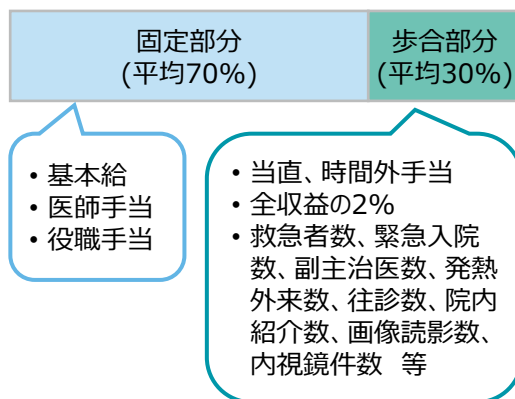 固定部分
(平均70%)
歩合部分
(平均30%)
• 基本給
• 医師手当
• 役職手当
• 当直、時間外手当
• 全収益の2%
• 救急者数、緊急入院
数、副主治医数、発熱
外来数、往診数、院内
紹介数、画像読影数、
内視鏡件数 等